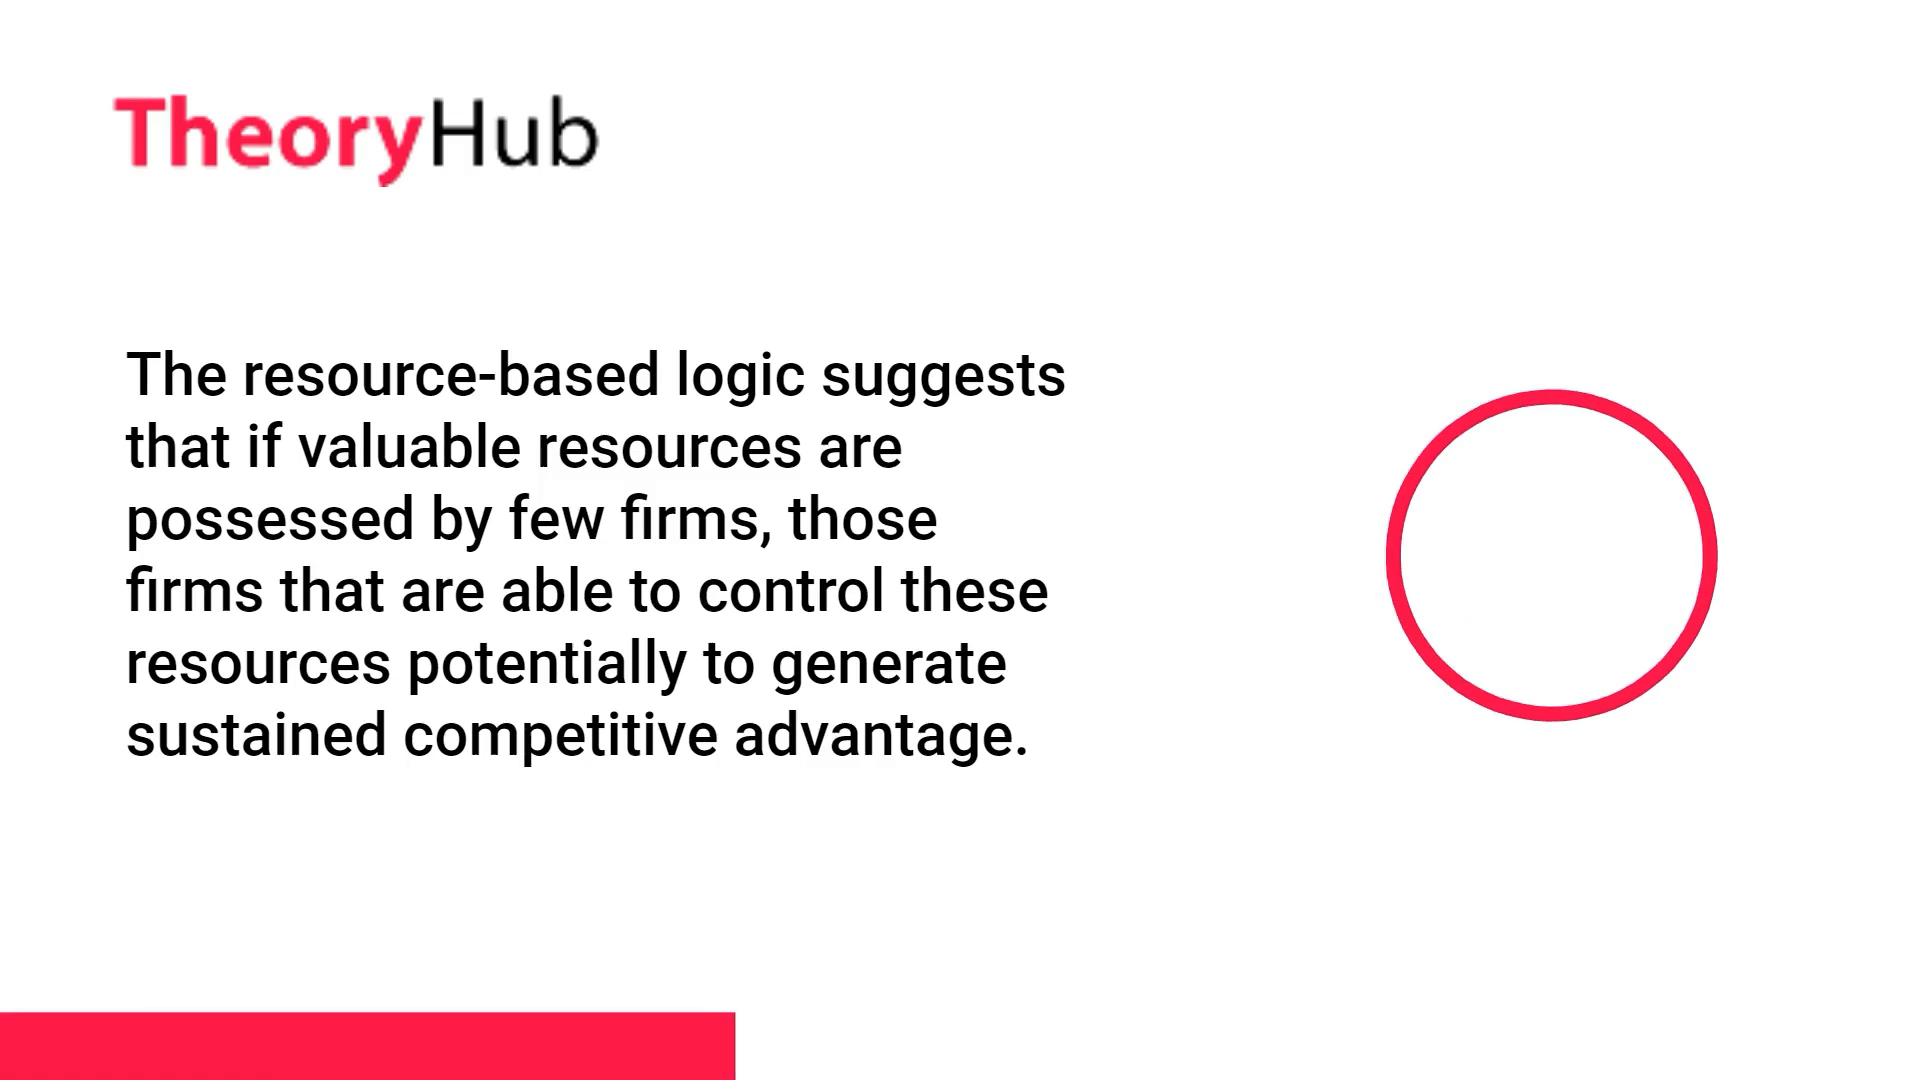 TheoryHub
The resource-based logic suggests
that if valuable resources are
possessed by few firms, those
firms that are able to control these
resources potentially to generate
sustained competitive advantage.